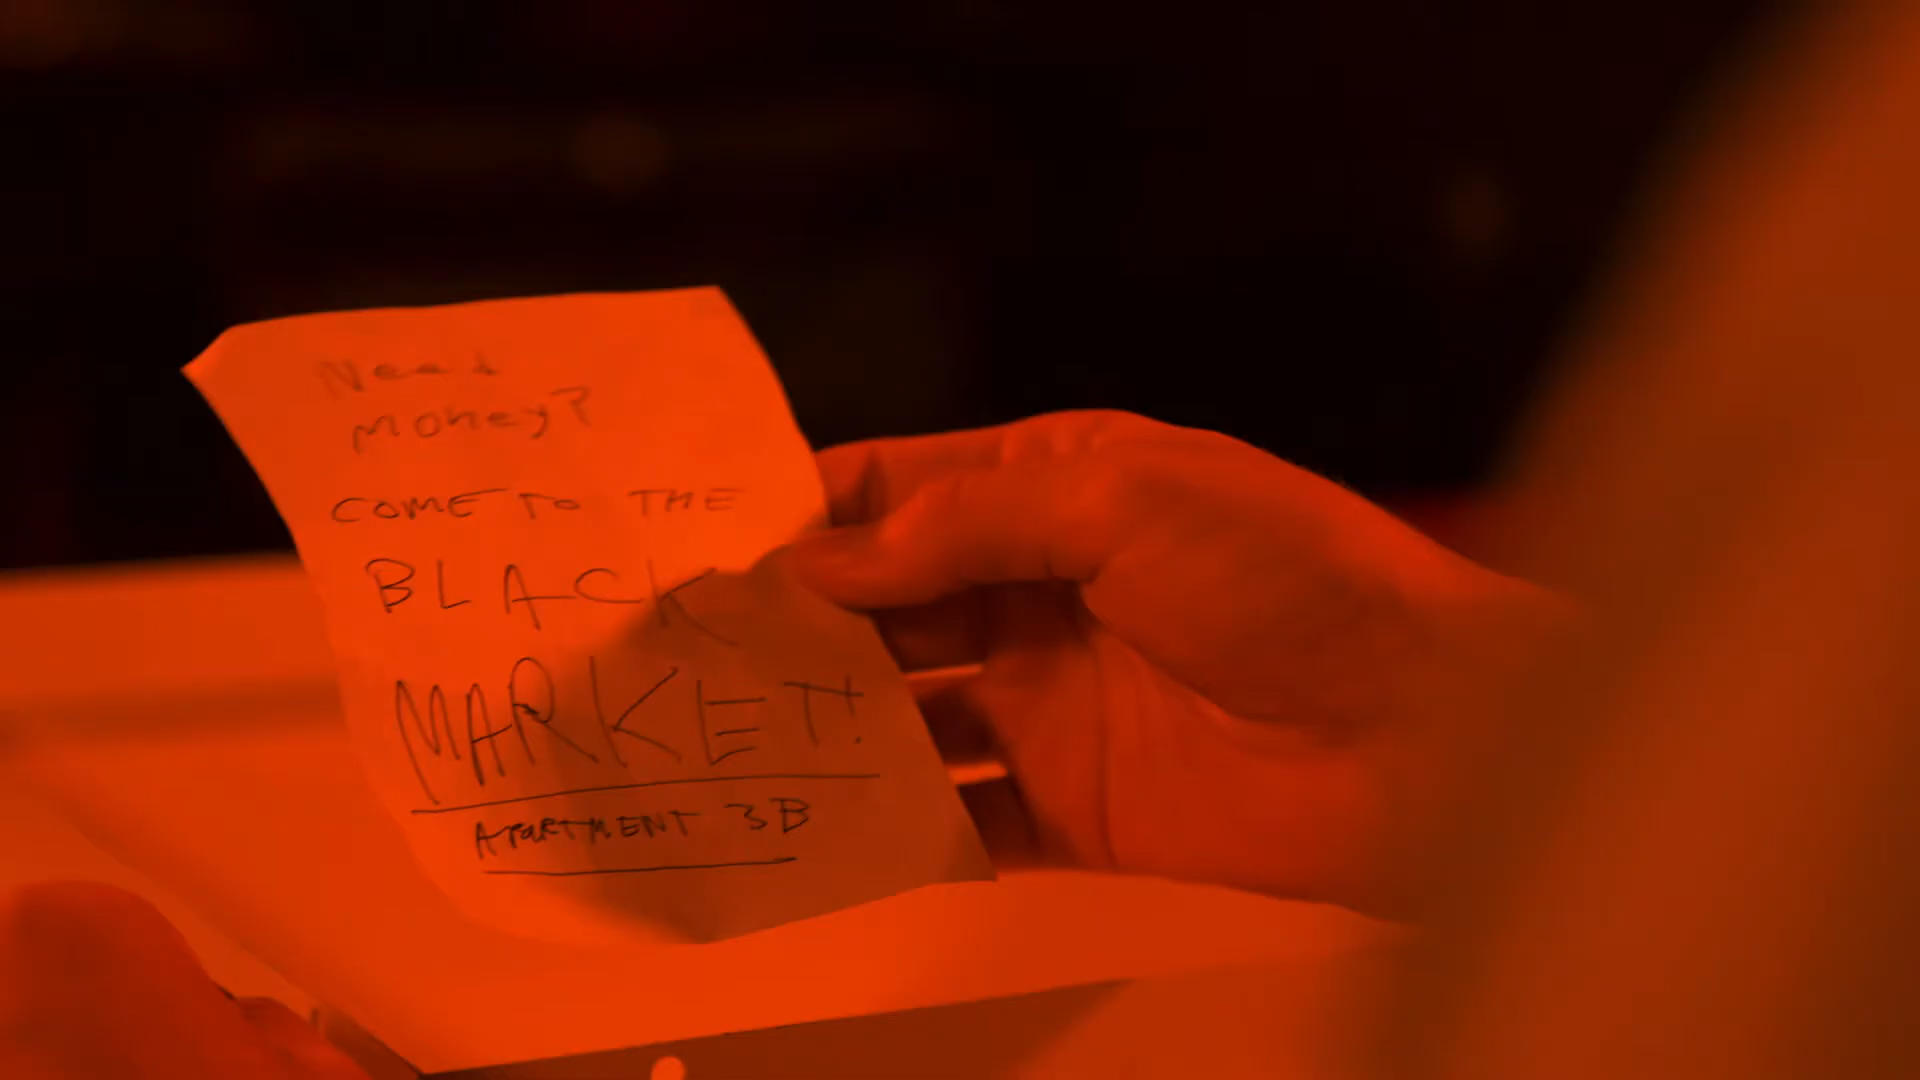 Need
money?
COME TO THE
BLACK
MARKET!
APARTMENT 3B